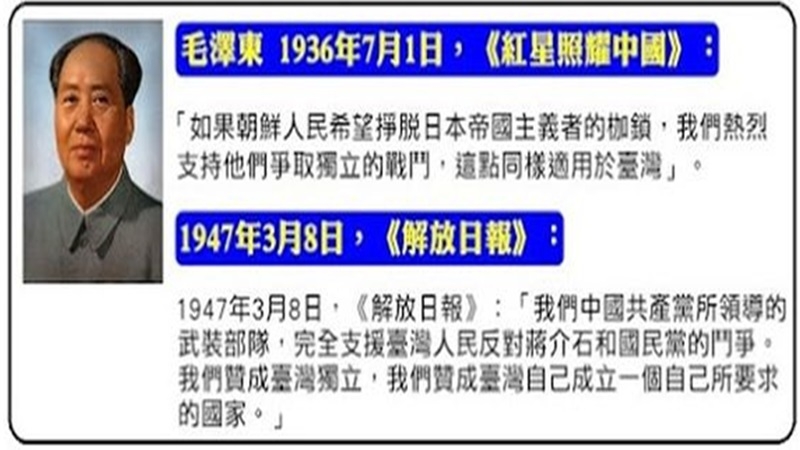 毛澤東 1936年7月1日，《紅星照耀中國》：
「如果朝鮮人民希望掙脫日本帝國主義者的枷鎖，我們熱烈
支持他們爭取獨立的戰鬥，這點同樣適用於臺灣」。
1947年3月8日，《解放日報》：
1947年3月8日，《解放日報》：「我們中國共產黨所領導的
武裝部隊，完全支援臺灣人民反對蔣介石和國民黨的鬥爭。
我們贊成臺灣獨立，我們贊成臺灣自己成立一個自己所要求
的國家。」